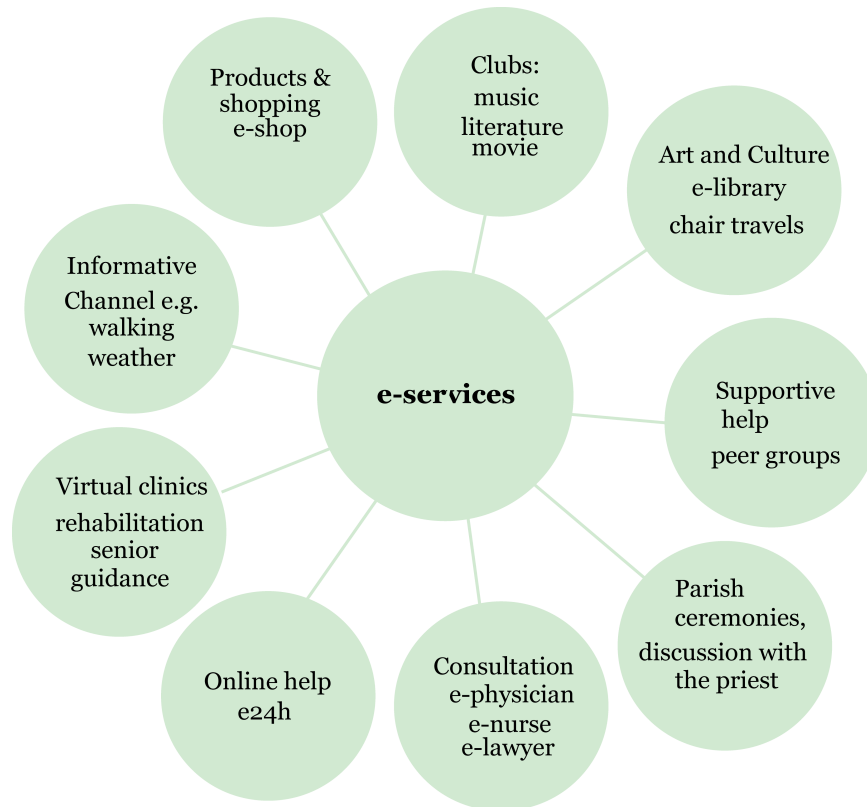 Products &
shopping
e-shop
Clubs:
music
literature
movie
Art and Culture
e-library
chair travels
Informative
Channel e.g.
walking
weather
e-services
Supportive
help
peer groups
Virtual clinics
rehabilitation
senior
guidance
Parish
ceremonies,
discussion with
the priest
Online help
e24h
Consultation
e-physician
e-nurse
e-lawyer